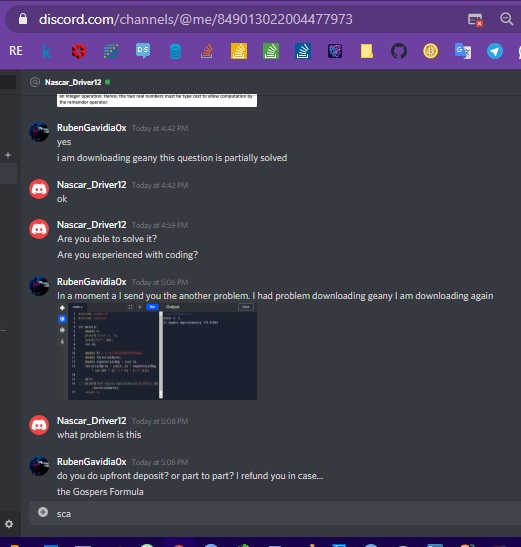 discord.com/channels/@me/849013022004477973
RE
@ Nascar_Driver12
an integer operator. Hence, the two real numbers must be type cast to allow computation by
the remainder operator.
RubenGavidia0x Today at 4:42 PM
yes
i am downloading geany this question is partially solved
Nascar_Driver12 Today at 4:42 PM
ok
Nascar_Driver12 Today at 4:59 PM
Are you able to solve it?
Are you experienced with coding?
RubenGavidia0x Today at 5:06 PM
In a moment a I send you the another problem. I had problem downloading geany I am downloading again
Output
Nascar_Driver12 Today at 5:08 PM
what problem is this
RubenGavidia0x Today at 5:08 PM
do you do upfront deposit? or part to part? I refund you in case...
the Gospers Formula
sca